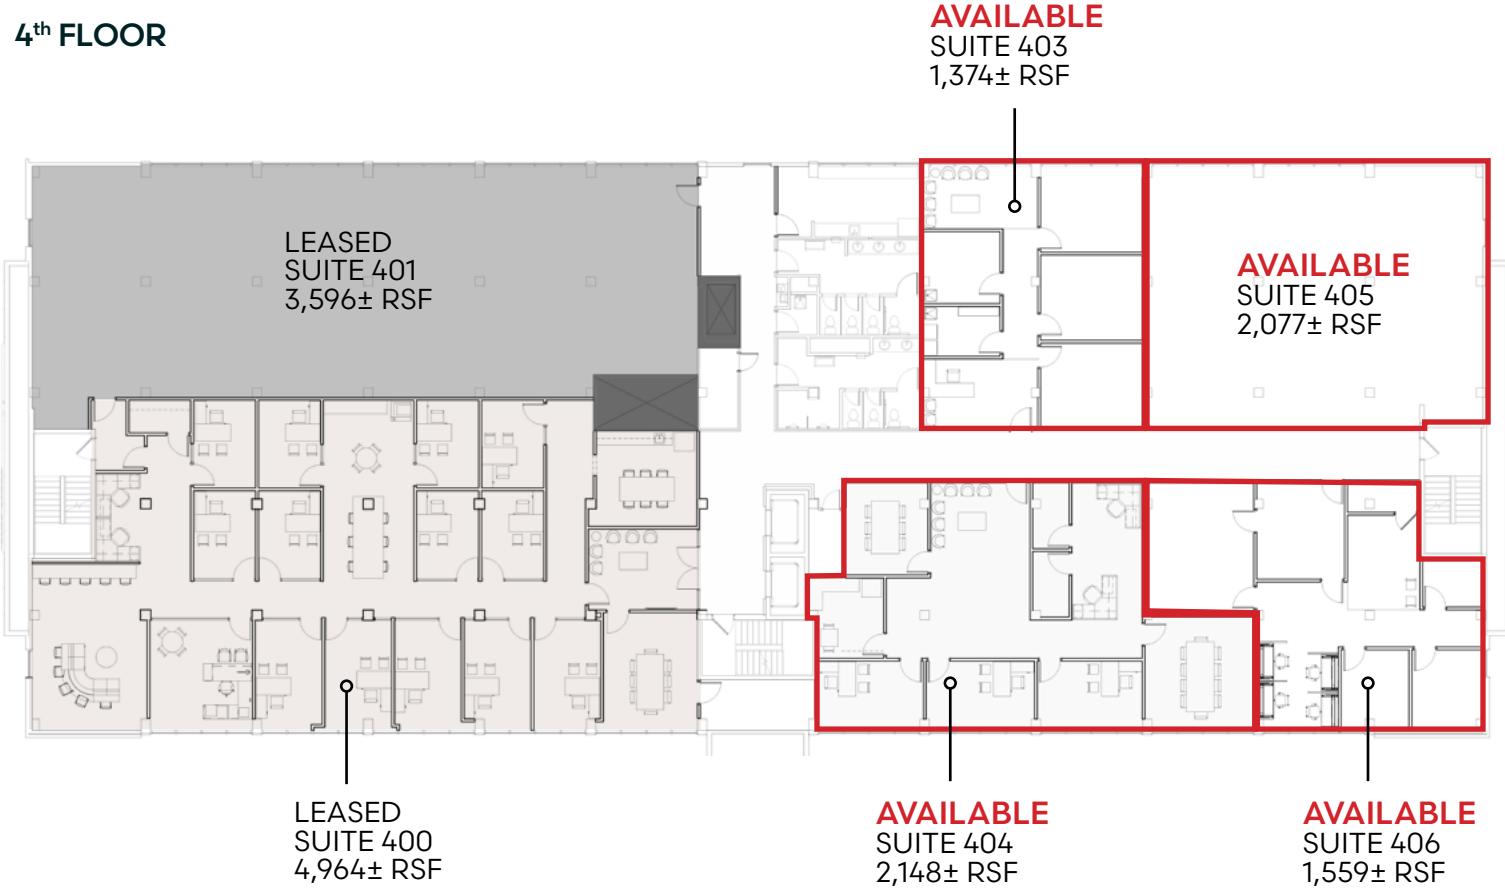 4th FLOOR
AVAILABLE
SUITE 403
1,374± RSF
LEASED
SUITE 401
3,596± RSF
AVAILABLE
SUITE 405
2,077± RSF
LEASED
SUITE 400
4,964± RSF
AVAILABLE
SUITE 404
2,148± RSF
AVAILABLE
SUITE 406
1,559± RSF